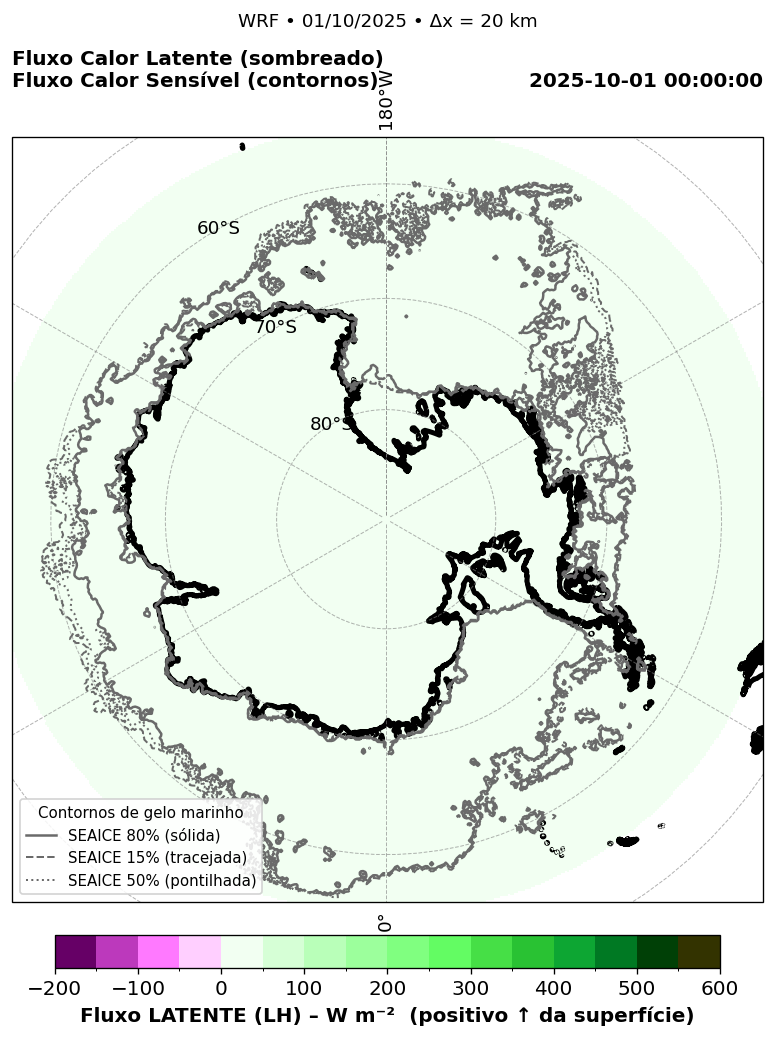 WRF • 01/10/2025 • Δx = 20 km
Fluxo Calor Latente (sombreado)
Fluxo Calor Sensível (contornos)
2025-10-01 00:00:00
180°W
60°S
70°S
80°S
Contornos de gelo marinho
SEAICE 80% (sólida)
SEAICE 15% (tracejada)
SEAICE 50% (pontilhada)
0°
−200 −100 0 100 200 300 400 500 600
Fluxo LATENTE (LH) – W m⁻² (positivo ↑ da superfície)